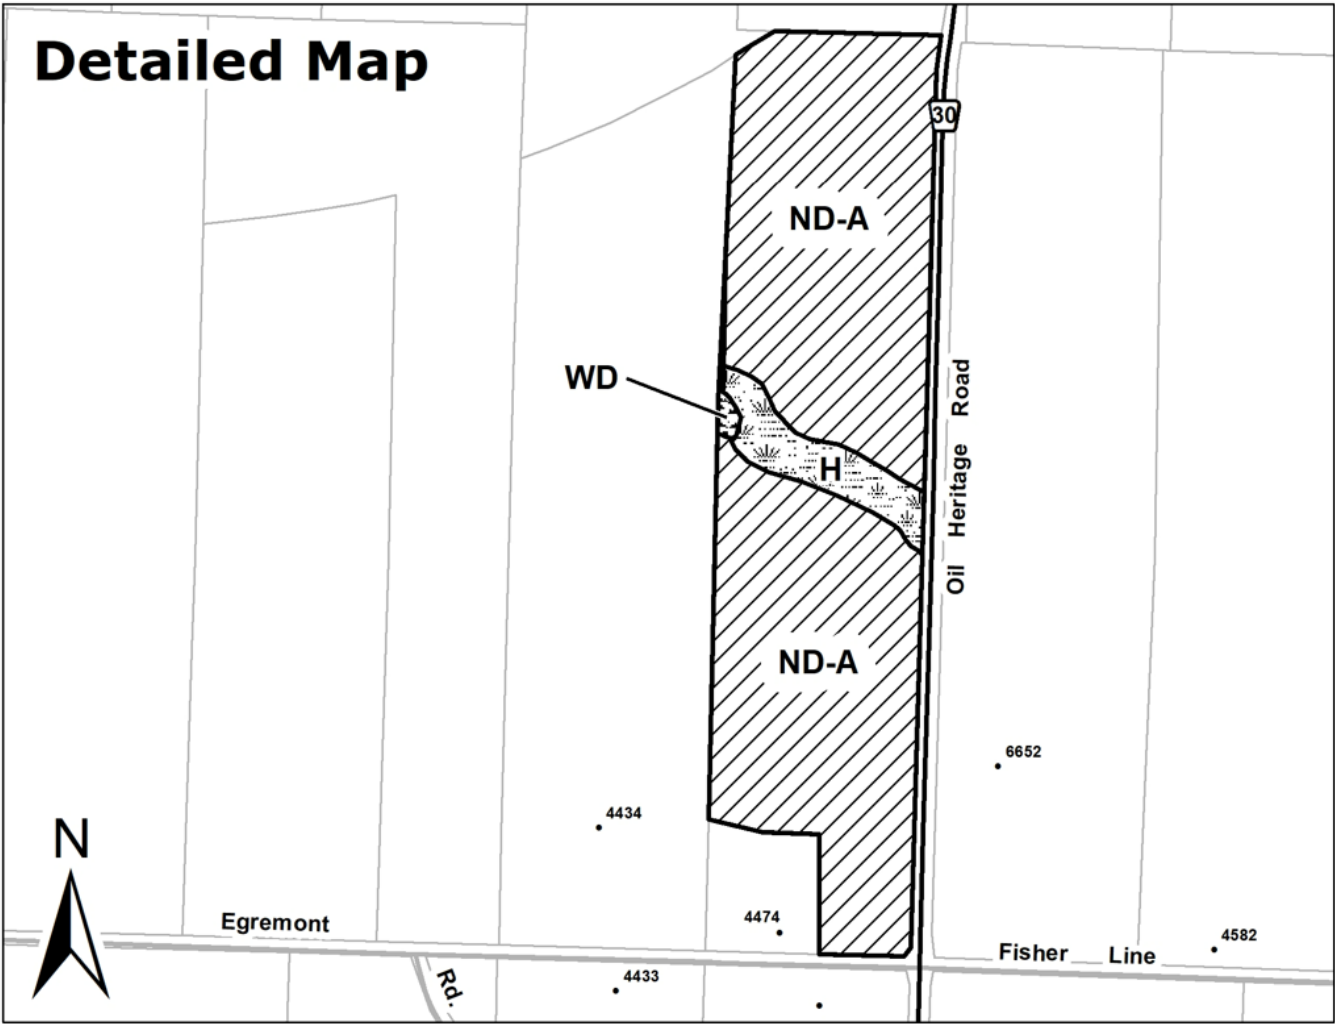 Detailed Map
30
ND-A
WD
Oil Heritage Road
H
ND-A
6652
4434
N
4474
Egremont
4582
Fisher Line
4433
Rd.